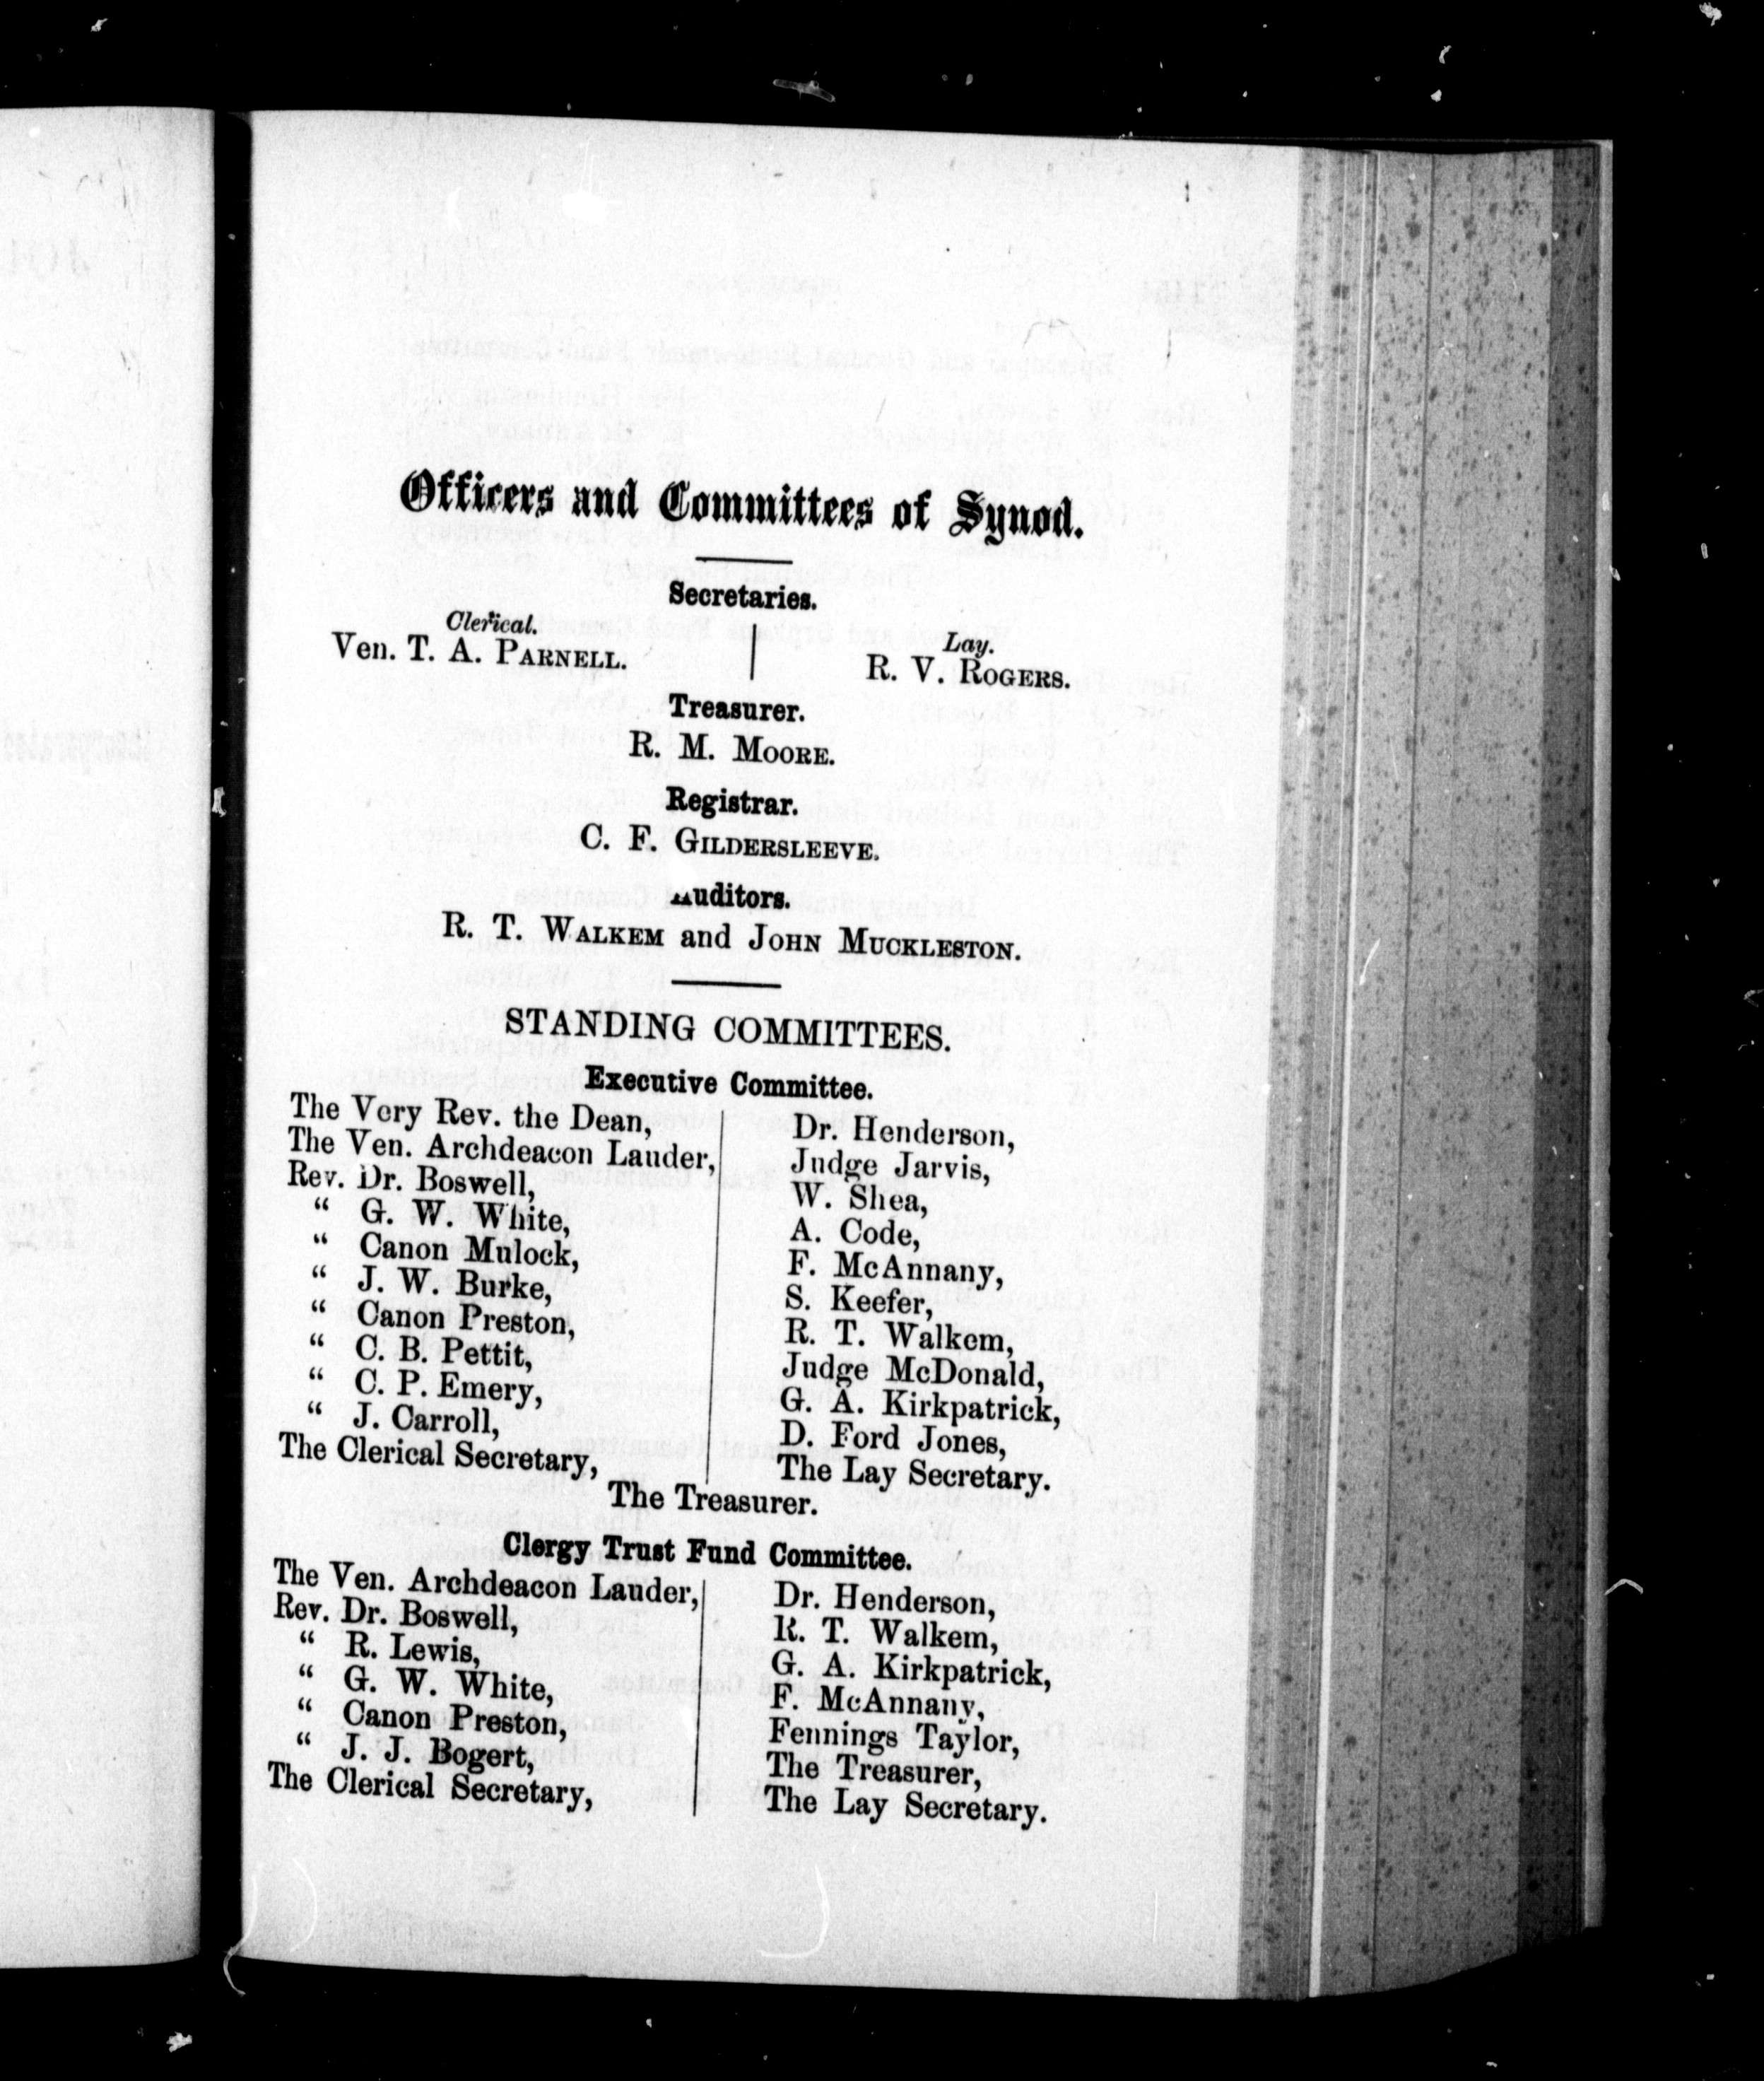 Officers and Committees of Synod.
Secretaries.
Clerical.
Ven. T. A. PARNELL.
Lay.
R. V. ROGERS.
Treasurer.
R. M. MOORE.
Registrar.
C. F. GILDERSLEEVE.
Auditors.
R. T. WALKEM and JOHN MUCKLESTON.
STANDING COMMITTEES.
Executive Committee.
The Very Rev. the Dean,
The Ven. Archdeacon Lauder,
Rev. Dr. Boswell,
“ G. W. White,
“ Canon Mulock,
“ J. W. Burke,
“ Canon Preston,
“ C. B. Pettit,
“ C. P. Emery,
“ J. Carroll,
The Clerical Secretary,
Dr. Henderson,
Judge Jarvis,
W. Shea,
A. Code,
F. McAnnany,
S. Keefer,
R. T. Walkem,
Judge McDonald,
G. A. Kirkpatrick,
D. Ford Jones,
The Lay Secretary.
The Treasurer.
Clergy Trust Fund Committee.
The Ven. Archdeacon Lauder,
Rev. Dr. Boswell,
“ R. Lewis,
“ G. W. White,
“ Canon Preston,
“ J. J. Bogert,
The Clerical Secretary,
Dr. Henderson,
R. T. Walkem,
G. A. Kirkpatrick,
F. McAnnany,
Fennings Taylor,
The Treasurer,
The Lay Secretary.